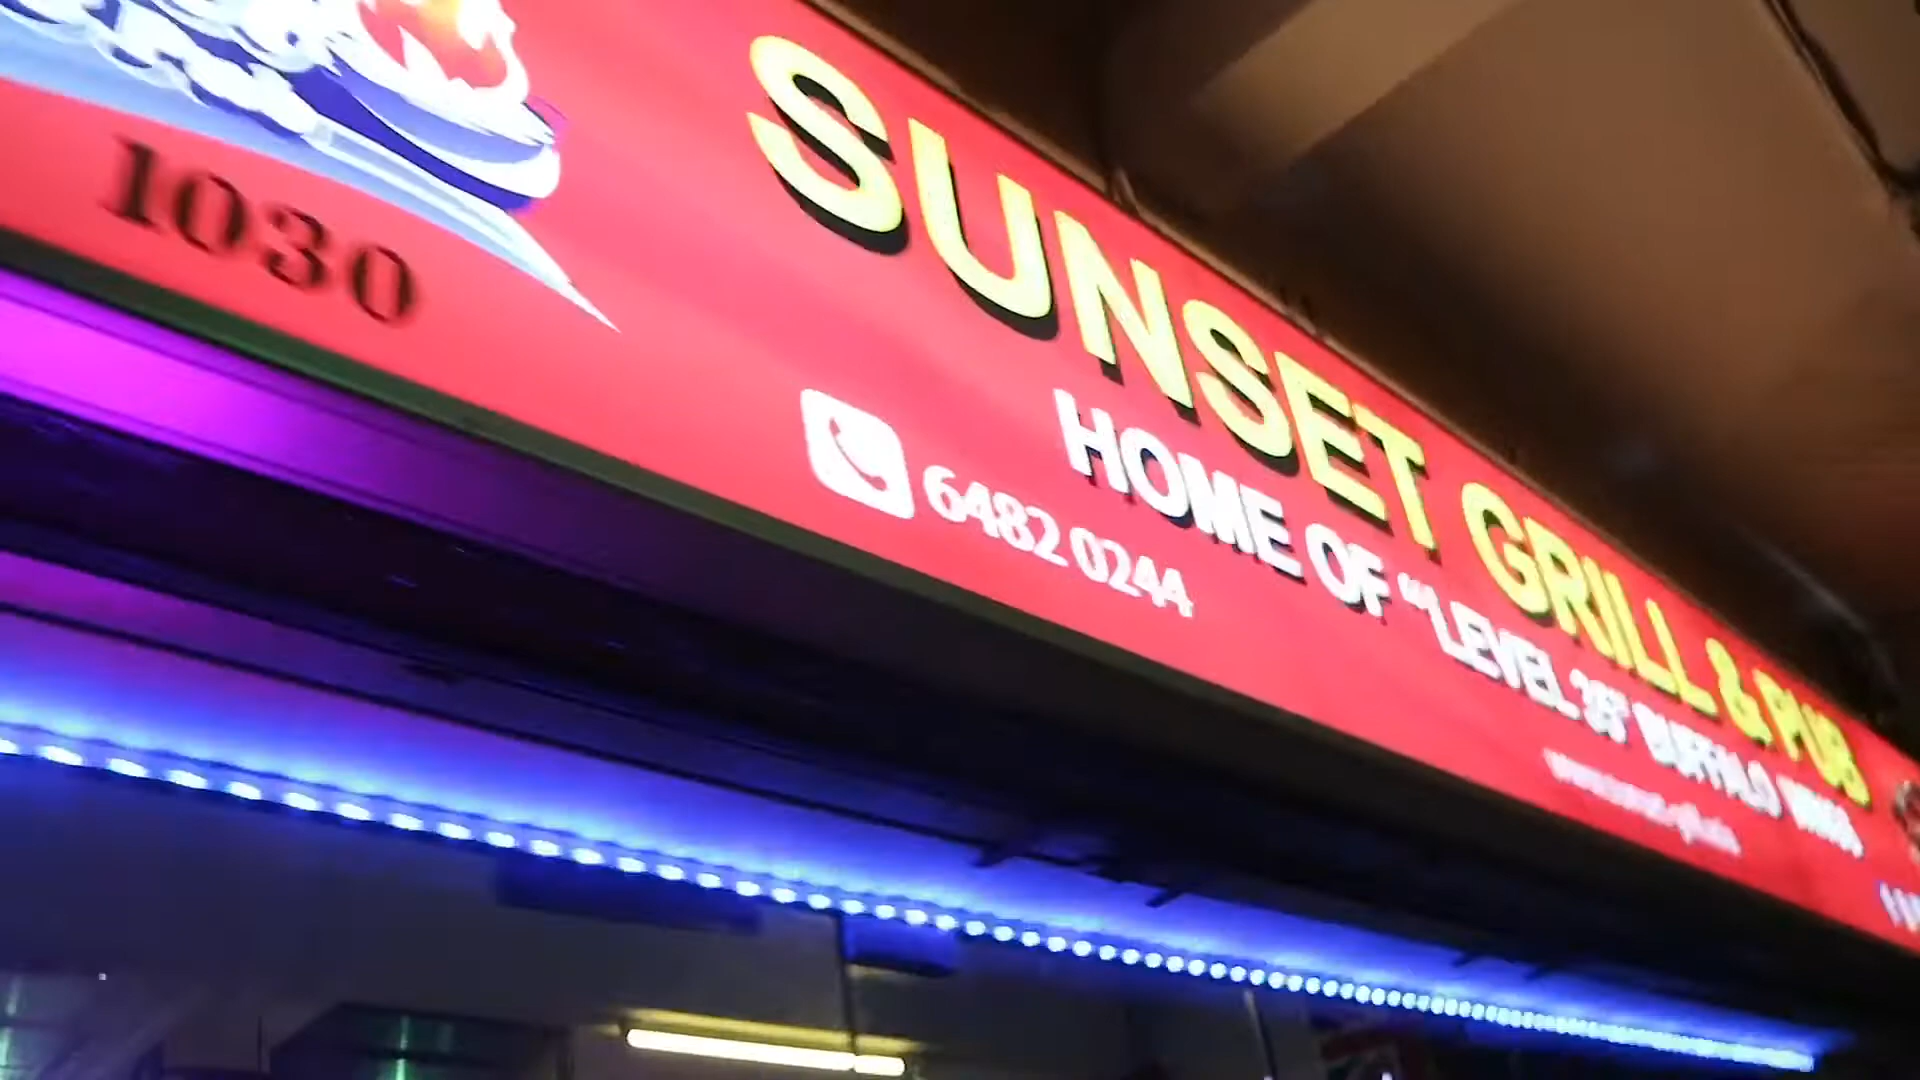 1030
SUNSET GRILL & PUB
HOME OF "LEVEL 35" BUFFALO WINGS
6482 0244